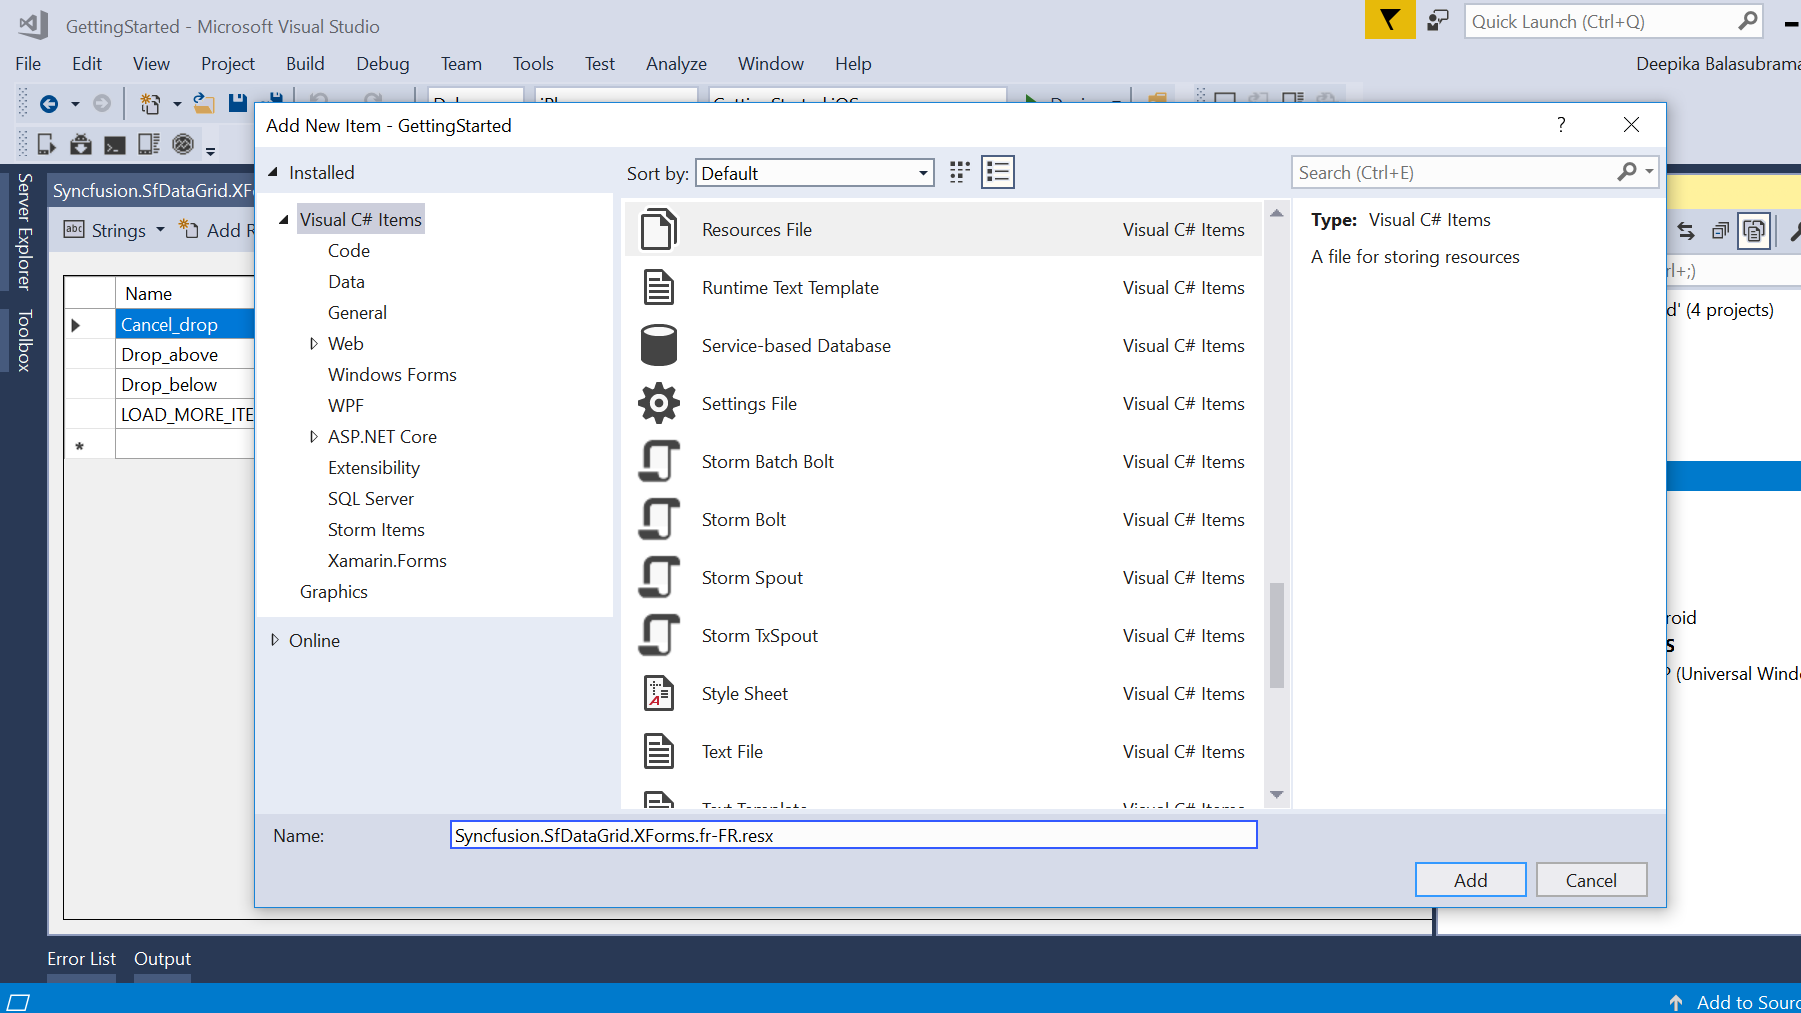 GettingStarted - Microsoft Visual Studio
Quick Launch (Ctrl+Q)
File Edit View Project Build Debug Team Tools Test Analyze Window Help
Deepika Balasubrama
Add New Item - GettingStarted
?
Installed
Sort by: Default
Search (Ctrl+E)
Server Explorer
Toolbox
Syncfusion.SfDataGrid.XFo
abc Strings
Add R
Name
Cancel_drop
Drop_above
Drop_below
LOAD_MORE_ITE
*
Visual C# Items
Code
Data
General
Web
Windows Forms
WPF
ASP.NET Core
Extensibility
SQL Server
Storm Items
Xamarin.Forms
Graphics
Online
Resources File Visual C# Items
Runtime Text Template Visual C# Items
Service-based Database Visual C# Items
Settings File Visual C# Items
Storm Batch Bolt Visual C# Items
Storm Bolt Visual C# Items
Storm Spout Visual C# Items
Storm TxSpout Visual C# Items
Style Sheet Visual C# Items
Text File Visual C# Items
Type: Visual C# Items
A file for storing resources
rl+;)
d' (4 projects)
roid
S
P (Universal Windo
Name: Syncfusion.SfDataGrid.XForms.fr-FR.resx
Add Cancel
Error List Output
Add to Sourc